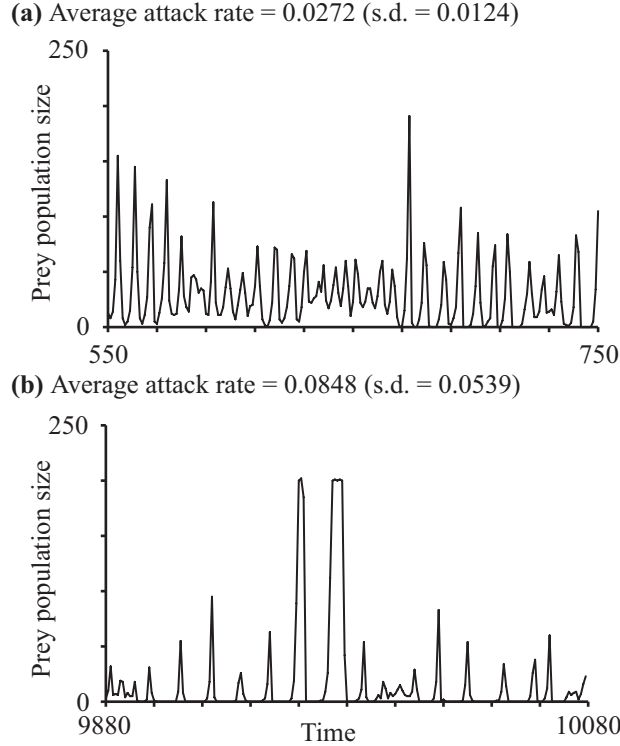 (a) Average attack rate = 0.0272 (s.d. = 0.0124)
250
Prey population size
0
550 750
(b) Average attack rate = 0.0848 (s.d. = 0.0539)
250
Prey population size
0
9880 Time 10080